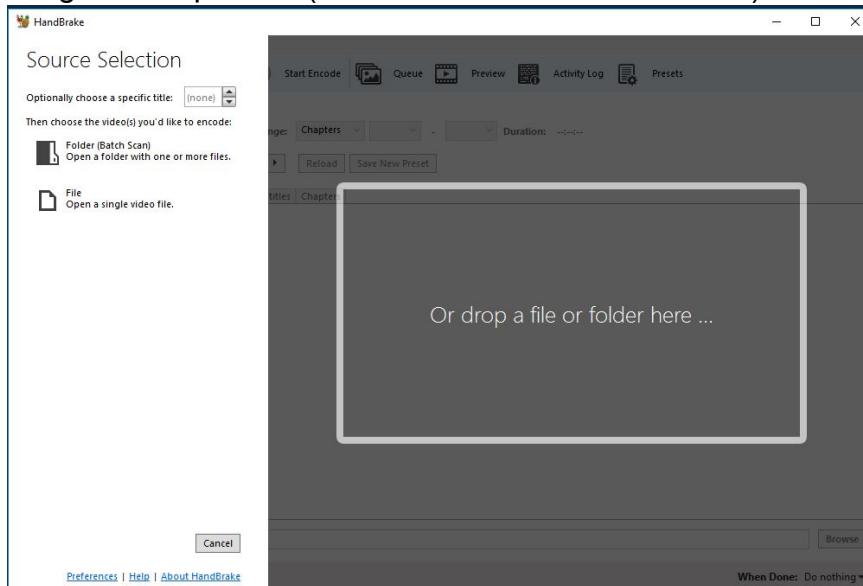 HandBrake
Source Selection
Optionally choose a specific title: (none)
Then choose the video(s) you'd like to encode:
Folder (Batch Scan)
Open a folder with one or more files.
File
Open a single video file.
Cancel
Preferences | Help | About HandBrake
Start Encode Queue Preview Activity Log Presets
Chapters - Duration: --:--:--
Reload Save New Preset
Chapters
Or drop a file or folder here ...
Browse
When Done: Do nothing